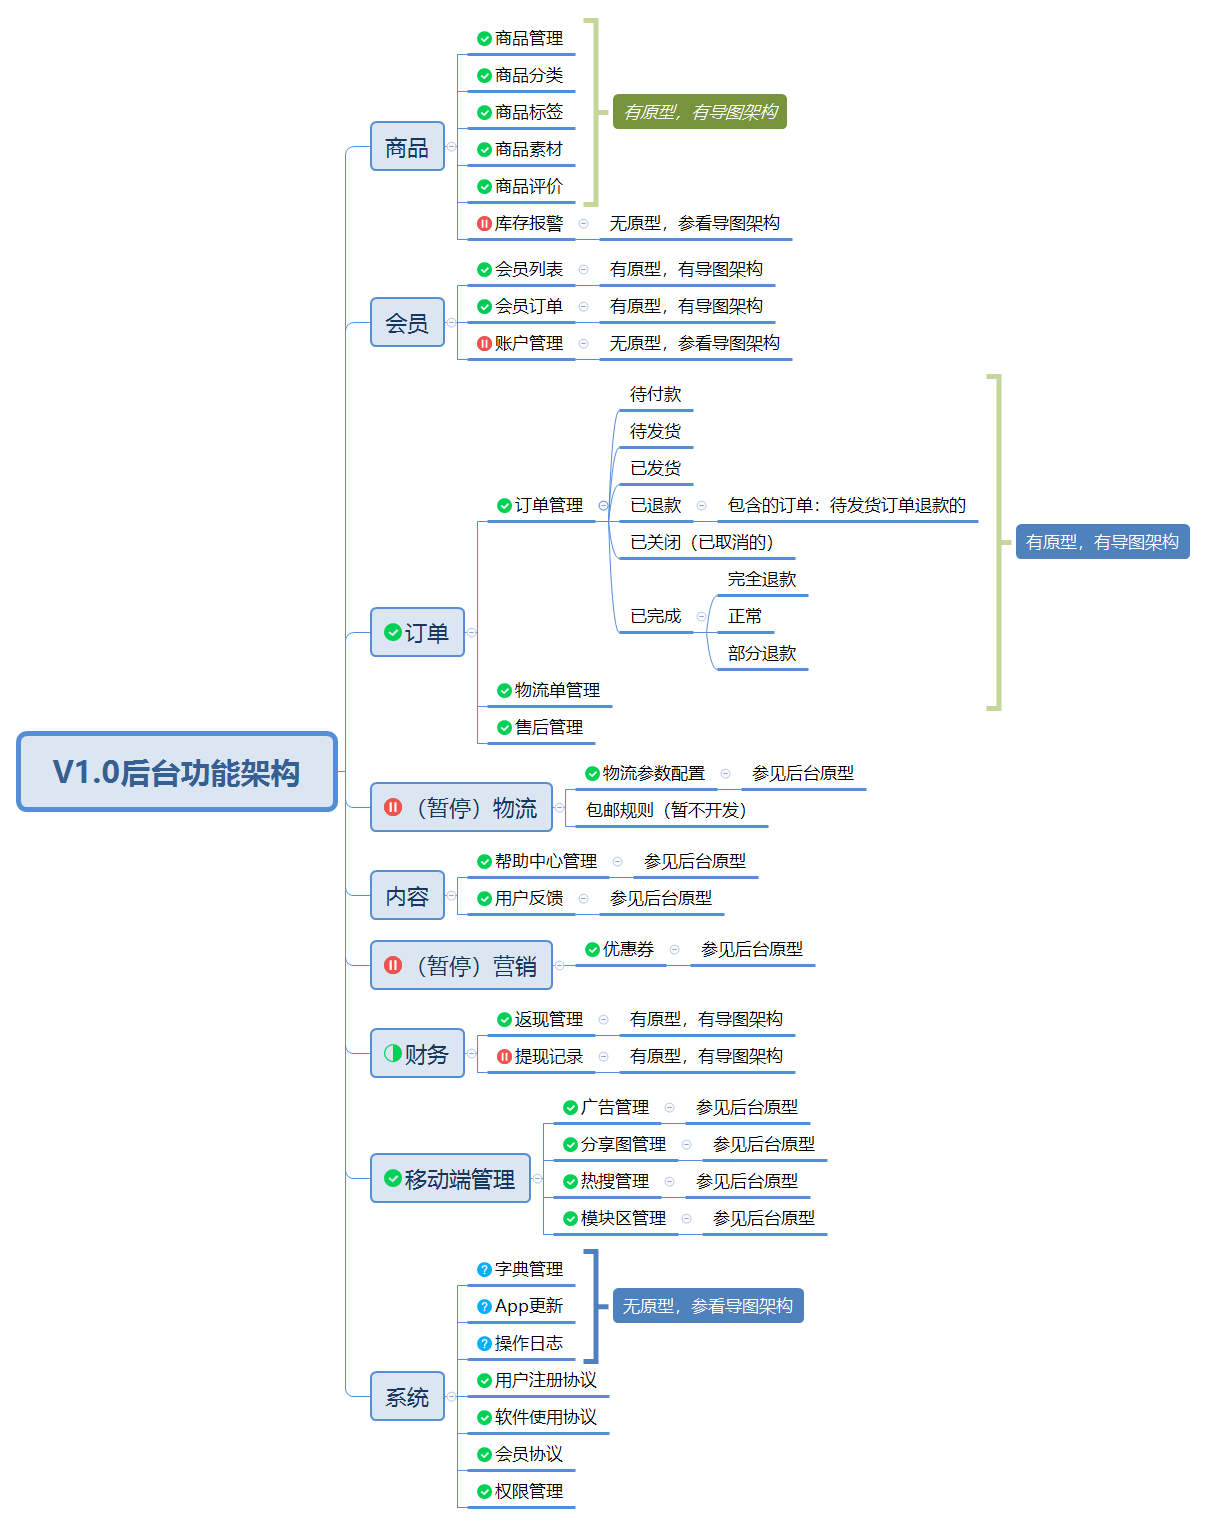 V1.0后台功能架构
商品
商品管理
商品分类
商品标签
商品素材
商品评价
有原型，有导图架构
库存报警
无原型，参看导图架构
会员
会员列表
有原型，有导图架构
会员订单
有原型，有导图架构
账户管理
无原型，参看导图架构
订单
订单管理
待付款
待发货
已发货
已退款
包含的订单：待发货订单退款的
已关闭（已取消的）
已完成
完全退款
正常
部分退款
物流单管理
售后管理
有原型，有导图架构
（暂停）物流
物流参数配置
参见后台原型
包邮规则（暂不开发）
内容
帮助中心管理
参见后台原型
用户反馈
参见后台原型
（暂停）营销
优惠券
参见后台原型
财务
返现管理
有原型，有导图架构
提现记录
有原型，有导图架构
移动端管理
广告管理
参见后台原型
分享图管理
参见后台原型
热搜管理
参见后台原型
模块区管理
参见后台原型
系统
字典管理
App更新
操作日志
无原型，参看导图架构
用户注册协议
软件使用协议
会员协议
权限管理